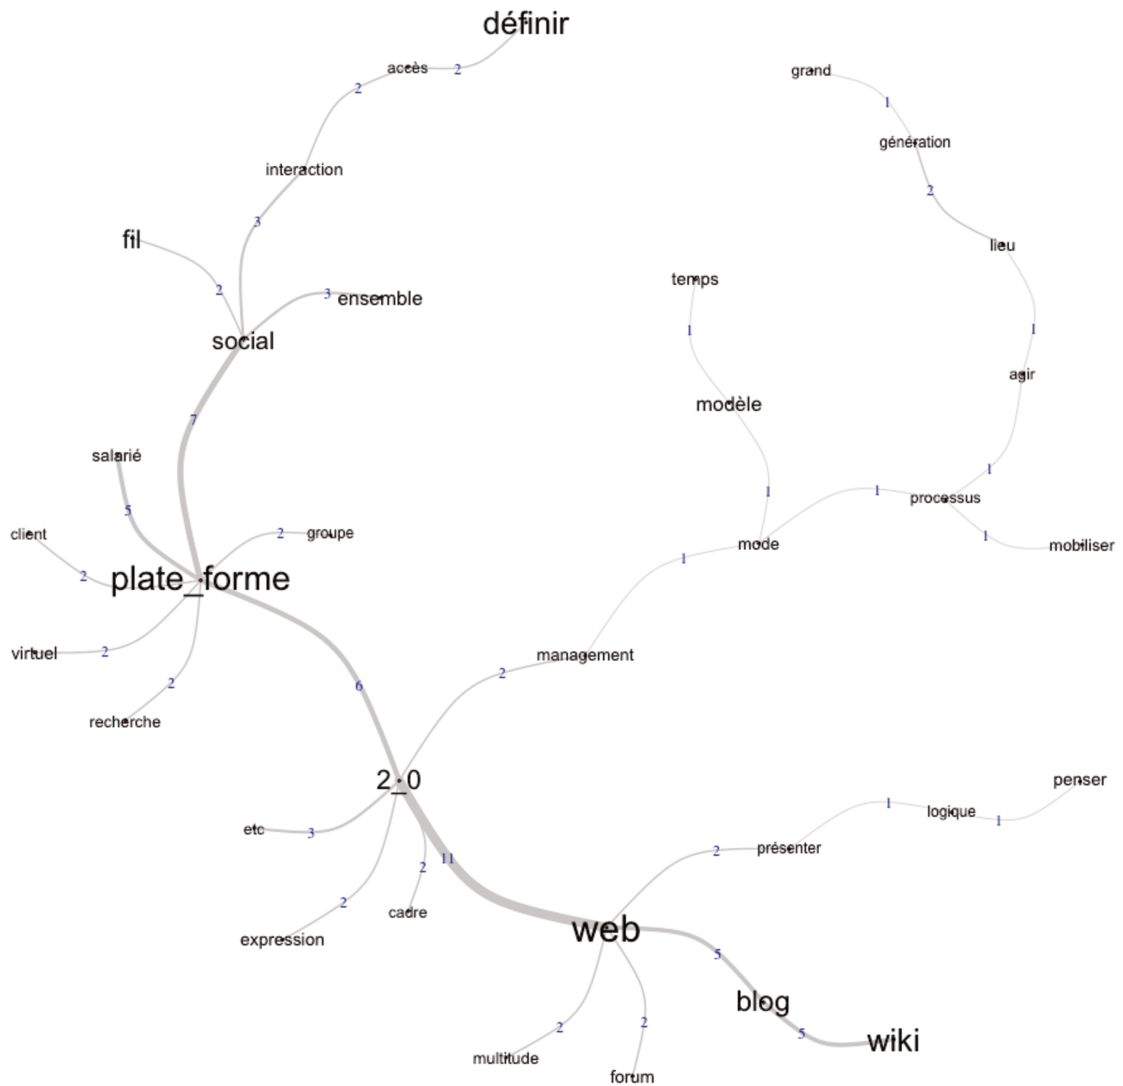 définir
accès
2
grand
2
1
génération
interaction
2
3
fil
lieu
temps
2
3
ensemble
1
1
social
agir
modèle
7
salarié
1
1
1
processus
5
client
2
groupe
1
mode
mobiliser
2
plate_forme
1
virtuel
2
management
2
2
6
recherche
2_0
penser
1
logique
1
etc
3
2
présenter
11
2
2
cadre
web
expression
5
blog
2
2
5
wiki
multitude
forum